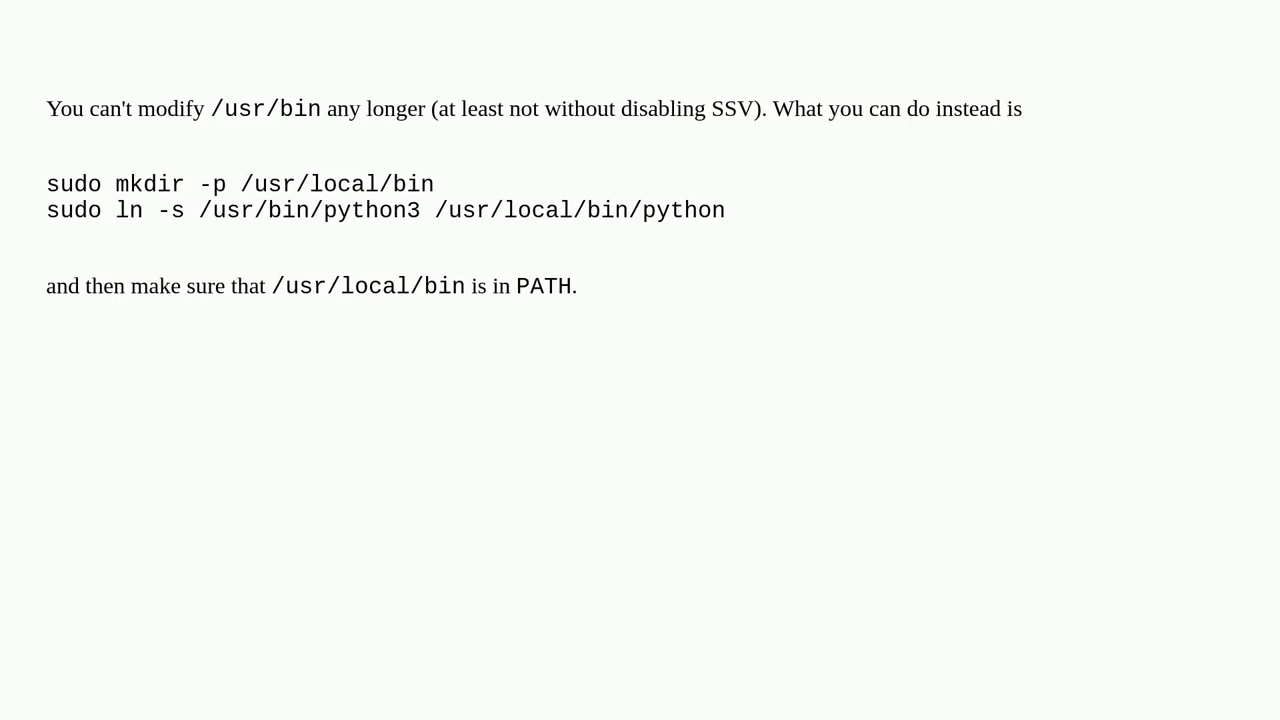 You can't modify /usr/bin any longer (at least not without disabling SSV). What you can do instead is
sudo mkdir -p /usr/local/bin
sudo ln -s /usr/bin/python3 /usr/local/bin/python
and then make sure that /usr/local/bin is in PATH.